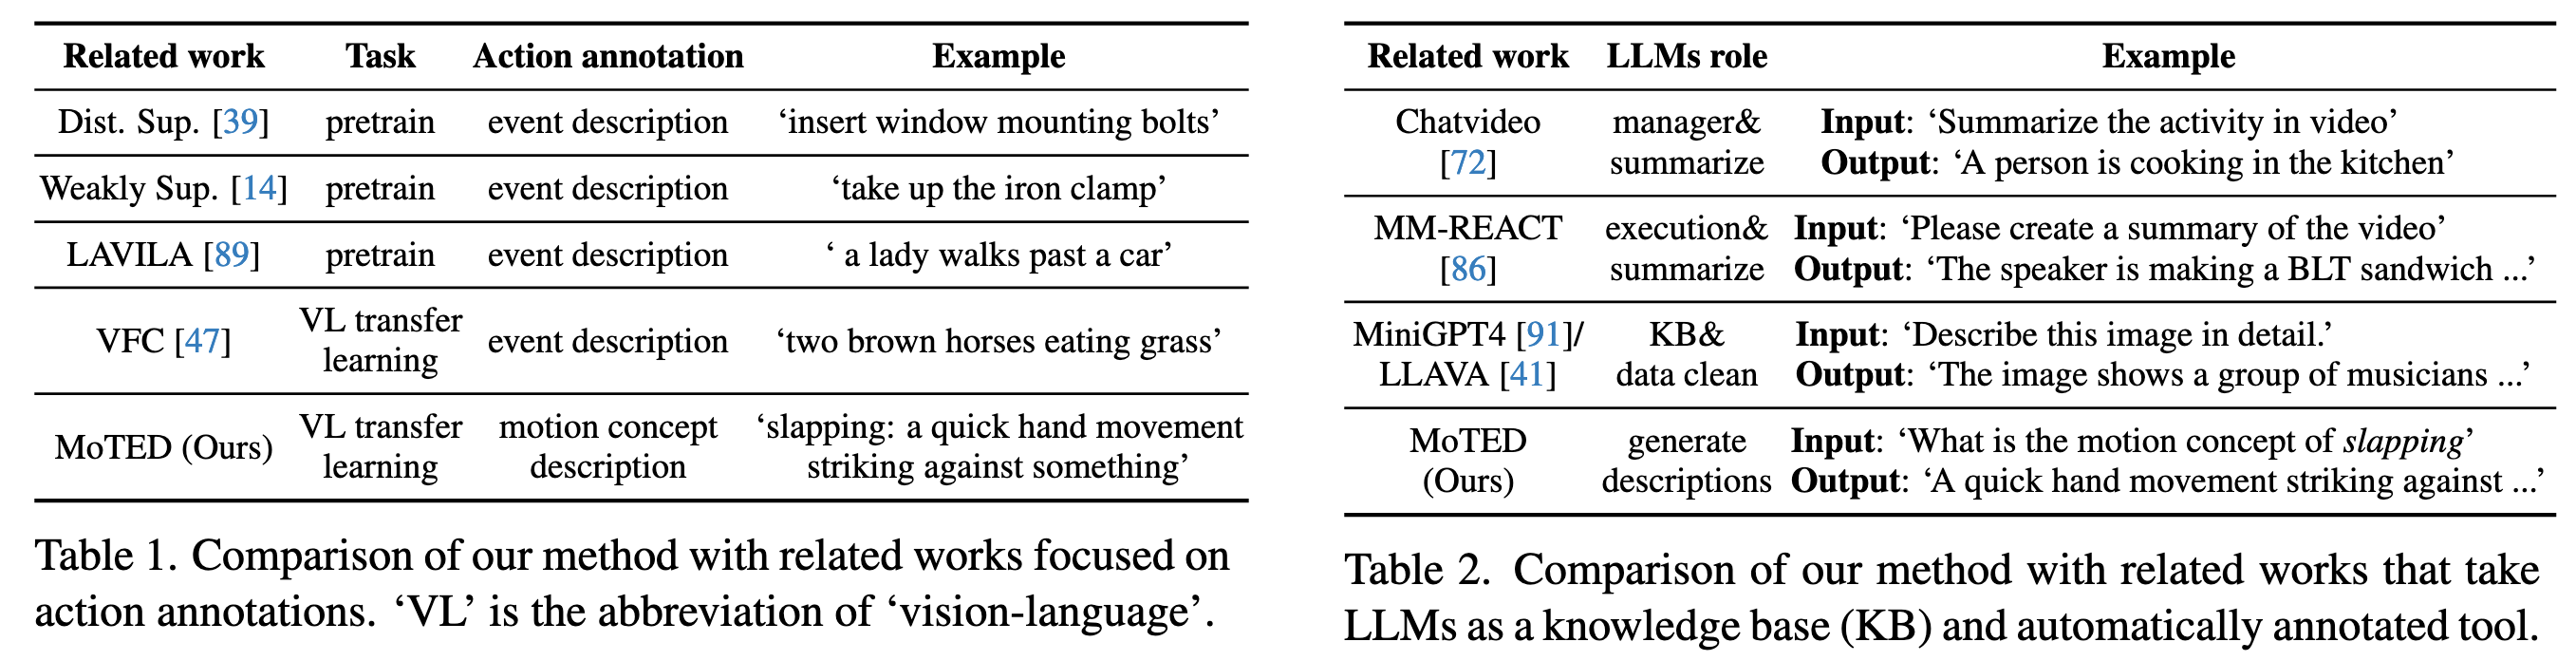 Related work Task Action annotation Example
Dist. Sup. [39] pretrain event description ‘insert window mounting bolts’
Weakly Sup. [14] pretrain event description ‘take up the iron clamp’
LAVILA [89] pretrain event description ‘ a lady walks past a car’
VL transfer
VFC [47] event description ‘two brown horses eating grass’
learning
VL transfer motion concept ‘slapping: a quick hand movement
MoTED (Ours)
learning description striking against something’
Table 1. Comparison of our method with related works focused on
action annotations. ‘VL’ is the abbreviation of ‘vision-language’.
Related work LLMs role Example
Chatvideo manager& Input: ‘Summarize the activity in video’
[72] summarize Output: ‘A person is cooking in the kitchen’
MM-REACT execution& Input: ‘Please create a summary of the video’
[86] summarize Output: ‘The speaker is making a BLT sandwich ...’
MiniGPT4 [91]/ KB& Input: ‘Describe this image in detail.’
LLAVA [41] data clean Output: ‘The image shows a group of musicians ...’
MoTED generate Input: ‘What is the motion concept of slapping’
(Ours) descriptions Output: ‘A quick hand movement striking against ...’
Table 2. Comparison of our method with related works that take
LLMs as a knowledge base (KB) and automatically annotated tool.